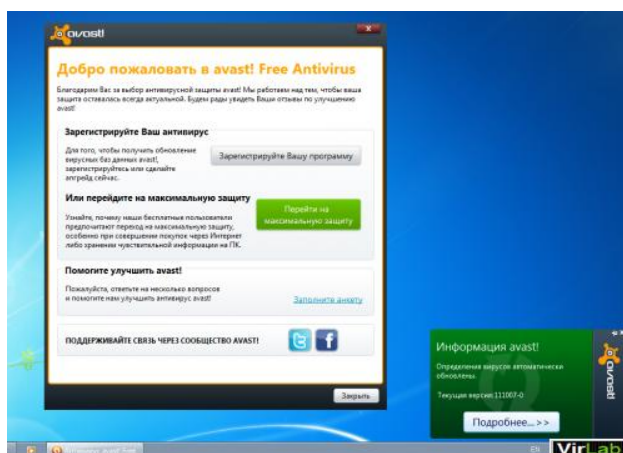 avast!
Добро пожаловать в avast! Free Antivirus
Благодарим Вас за выбор антивирусной защиты avast! Мы работаем над тем, чтобы ваша
защита оставалась всегда актуальной. Будем рады увидеть Ваши отзывы по улучшению
avast!
Зарегистрируйте Ваш антивирус
Для того, чтобы получить обновление
вирусных баз данных avast!,
зарегистрируйтесь или сделайте
апгрейд сейчас.
Зарегистрируйте Вашу программу
Или перейдите на максимальную защиту
Узнайте, почему наши бесплатные пользователи
предпочитают переход на максимальную защиту,
особенно при совершении покупок через Интернет
либо хранении чувствительной информации на ПК.
Перейти на
максимальную защиту
Помогите улучшить avast!
Пожалуйста, ответьте на несколько вопросов
и помогите нам улучшить антивирус avast!
Заполните анкету
ПОДДЕРЖИВАЙТЕ СВЯЗЬ ЧЕРЕЗ СООБЩЕСТВО AVAST!
Закрыть
Информация avast!
Определения вирусов автоматически
обновлены.
Текущая версия:111007-0
Подробнее... >>
avast!
EN
VirLab